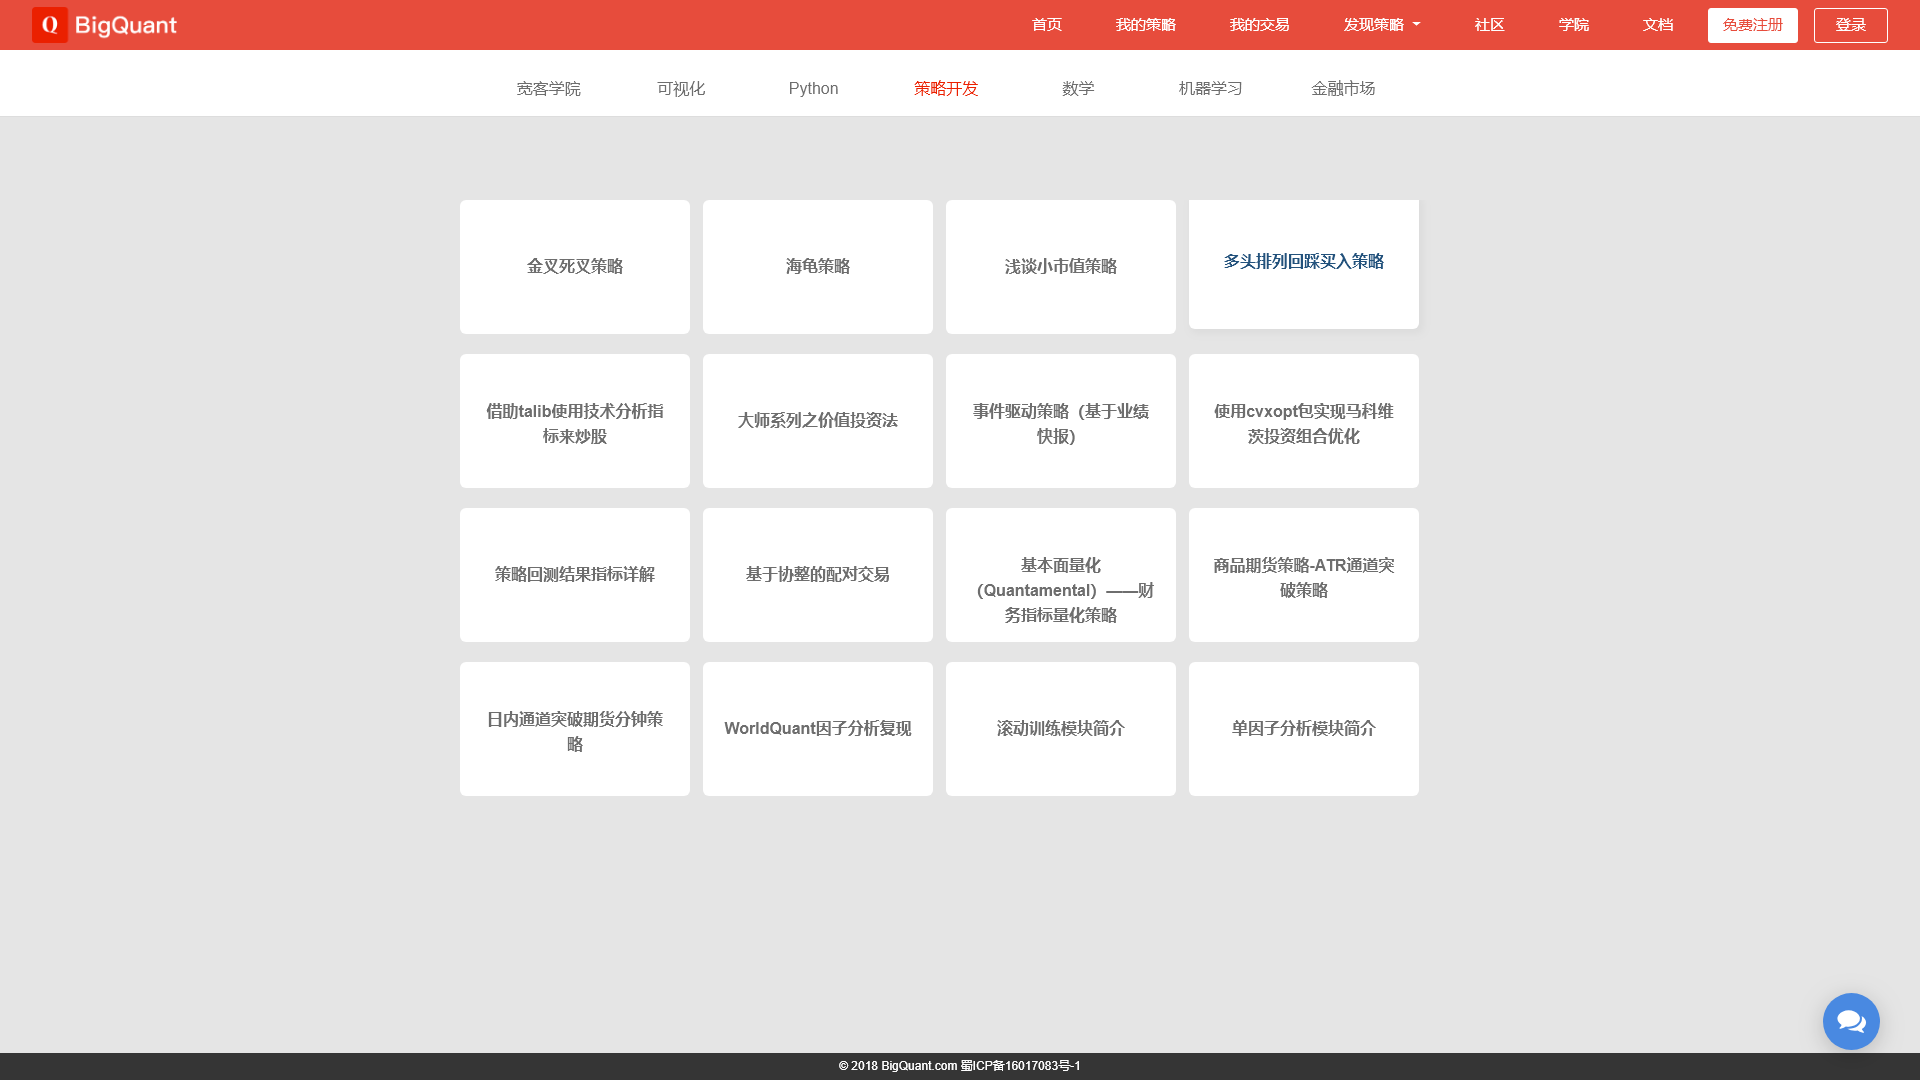 Q BigQuant 首页 我的策略 我的交易 发现策略 社区 学院 文档 免费注册 登录
宽客学院 可视化 Python 策略开发 数学 机器学习 金融市场
金叉死叉策略
海龟策略
浅谈小市值策略
多头排列回踩买入策略
借助talib使用技术分析指
标来炒股
大师系列之价值投资法
事件驱动策略（基于业绩
快报）
使用cvxopt包实现马科维
茨投资组合优化
策略回测结果指标详解
基于协整的配对交易
基本面量化
（Quantamental）——财
务指标量化策略
商品期货策略-ATR通道突
破策略
日内通道突破期货分钟策
略
WorldQuant因子分析复现
滚动训练模块简介
单因子分析模块简介
© 2018 BigQuant.com 蜀ICP备16017083号-1